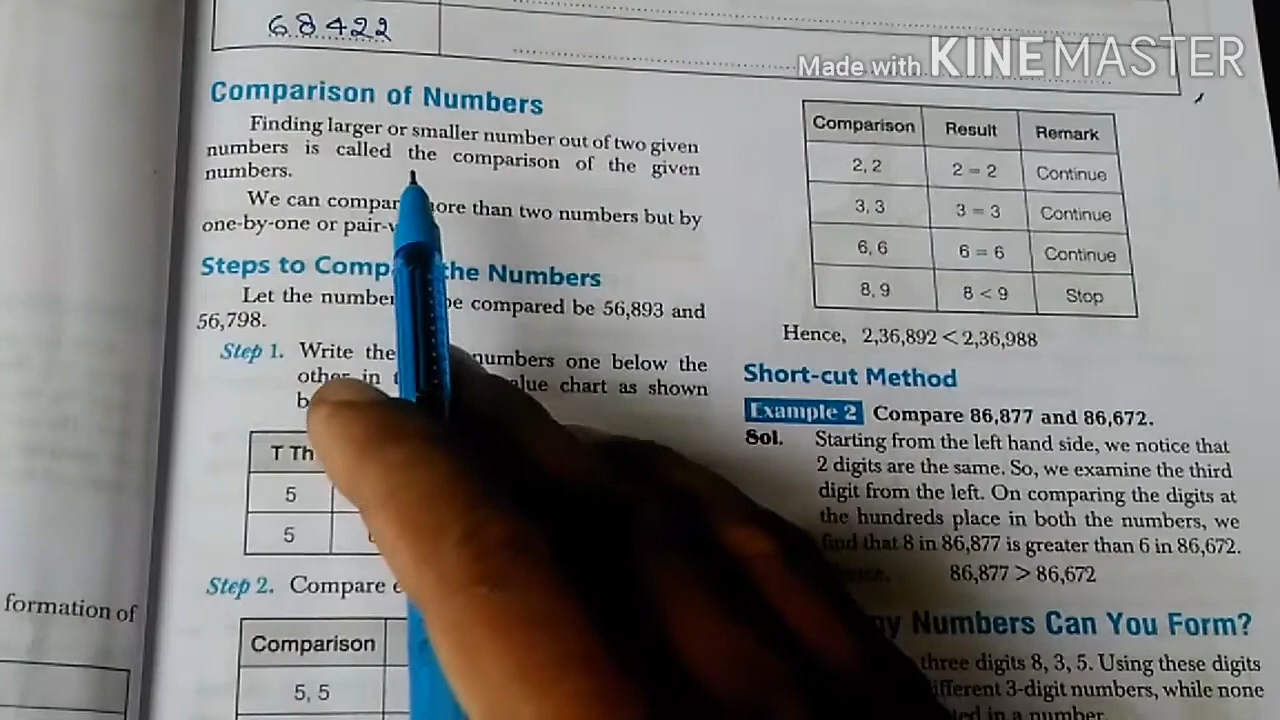 68422
Made with KINEMASTER
Comparison of Numbers
Finding larger or smaller number out of two given
numbers is called the comparison of the given
numbers.
We can compar more than two numbers but by
one-by-one or pair-
Steps to Comp the Numbers
Let the number be compared be 56,893 and
56,798.
Step 1. Write the numbers one below the
other in value chart as shown
T Th
5
5
Step 2. Compare
Comparison
5, 5
formation of
Comparison Result Remark
2, 2 2 = 2 Continue
3, 3 3 = 3 Continue
6, 6 6 = 6 Continue
8, 9 8 < 9 Stop
Hence, 2,36,892 < 2,36,988
Short-cut Method
Example 2 Compare 86,877 and 86,672.
Sol. Starting from the left hand side, we notice that
2 digits are the same. So, we examine the third
digit from the left. On comparing the digits at
the hundreds place in both the numbers, we
find that 8 in 86,877 is greater than 6 in 86,672.
86,877 > 86,672
Numbers Can You Form?
three digits 8, 3, 5. Using these digits
different 3-digit numbers, while none
in a number.